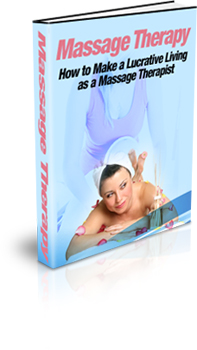 Massage Therapy
How to Make a Lucrative Living
as a Massage Therapist
Massage Therapy